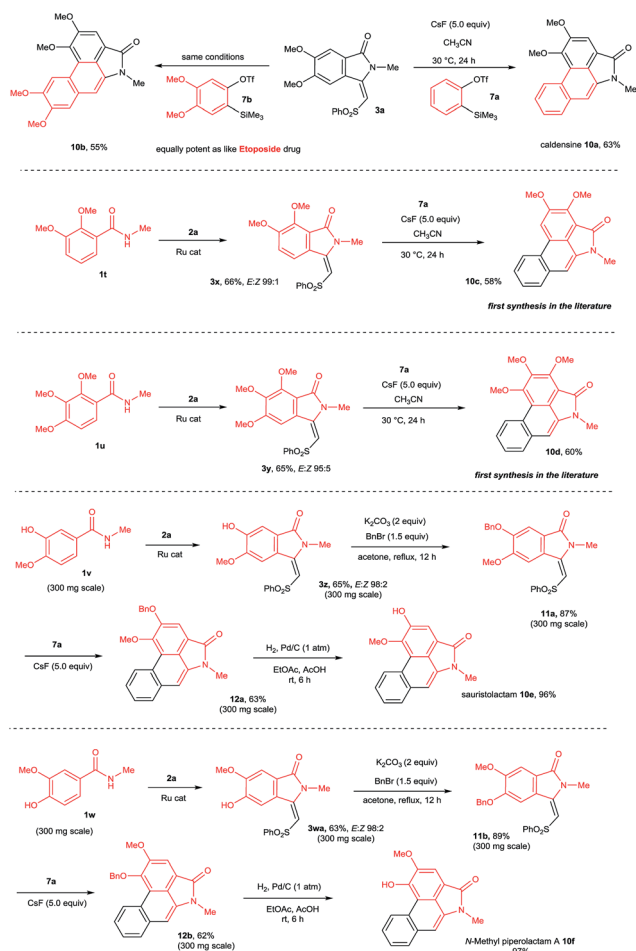 MeO
O
MeO
N
Me
MeO
OMe
10b, 55%
same conditions
MeO
OTf
MeO
7b
SiMe3
equally potent as like Etoposide drug
O
MeO
N
Me
MeO
PhO2S
3a
CsF (5.0 equiv)
CH3CN
30 °C, 24 h
OTf
7a
SiMe3
MeO
O
MeO
N
Me
caldensine 10a, 63%
OMe
O
MeO
N
H
Me
1t
2a
Ru cat
OMe
O
MeO
N
Me
PhO2S
3x, 66%, E:Z 99:1
7a
CsF (5.0 equiv)
CH3CN
30 °C, 24 h
MeO
OMe
O
N
Me
10c, 58%
first synthesis in the literature
OMe
O
MeO
N
H
Me
MeO
1u
2a
Ru cat
OMe
O
MeO
N
Me
MeO
PhO2S
3y, 65%, E:Z 95:5
7a
CsF (5.0 equiv)
CH3CN
30 °C, 24 h
MeO
OMe
O
MeO
N
Me
10d, 60%
first synthesis in the literature
O
HO
N
H
Me
MeO
1v
(300 mg scale)
2a
Ru cat
O
HO
N
Me
MeO
PhO2S
3z, 65%, E:Z 98:2
(300 mg scale)
K2CO3 (2 equiv)
BnBr (1.5 equiv)
acetone, reflux, 12 h
O
BnO
N
Me
MeO
PhO2S
11a, 87%
(300 mg scale)
7a
CsF (5.0 equiv)
BnO
O
MeO
N
Me
12a, 63%
(300 mg scale)
H2, Pd/C (1 atm)
EtOAc, AcOH
rt, 6 h
HO
O
MeO
N
Me
sauristolactam 10e, 96%
O
MeO
N
H
Me
HO
1w
(300 mg scale)
2a
Ru cat
O
MeO
N
Me
HO
PhO2S
3wa, 63%, E:Z 98:2
(300 mg scale)
K2CO3 (2 equiv)
BnBr (1.5 equiv)
acetone, reflux, 12 h
O
MeO
N
Me
BnO
PhO2S
11b, 89%
(300 mg scale)
7a
CsF (5.0 equiv)
MeO
O
BnO
N
Me
12b, 62%
(300 mg scale)
H2, Pd/C (1 atm)
EtOAc, AcOH
rt, 6 h
MeO
O
HO
N
Me
N-Methyl piperolactam A 10f
97%